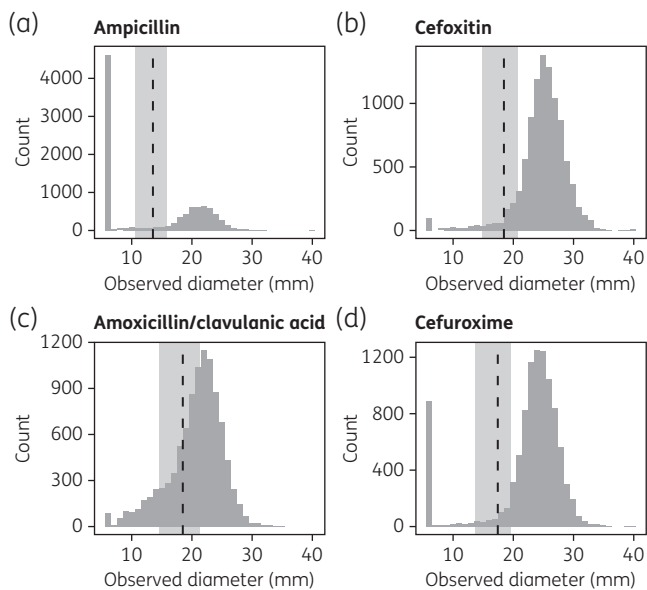 (a) Ampicillin
4000
3000
2000
1000
0
Count
10 20 30 40
Observed diameter (mm)
(b) Cefoxitin
1000
500
0
Count
10 20 30 40
Observed diameter (mm)
(c) Amoxicillin/clavulanic acid
1200
900
600
300
0
Count
10 20 30 40
Observed diameter (mm)
(d) Cefuroxime
1200
800
400
0
Count
10 20 30 40
Observed diameter (mm)